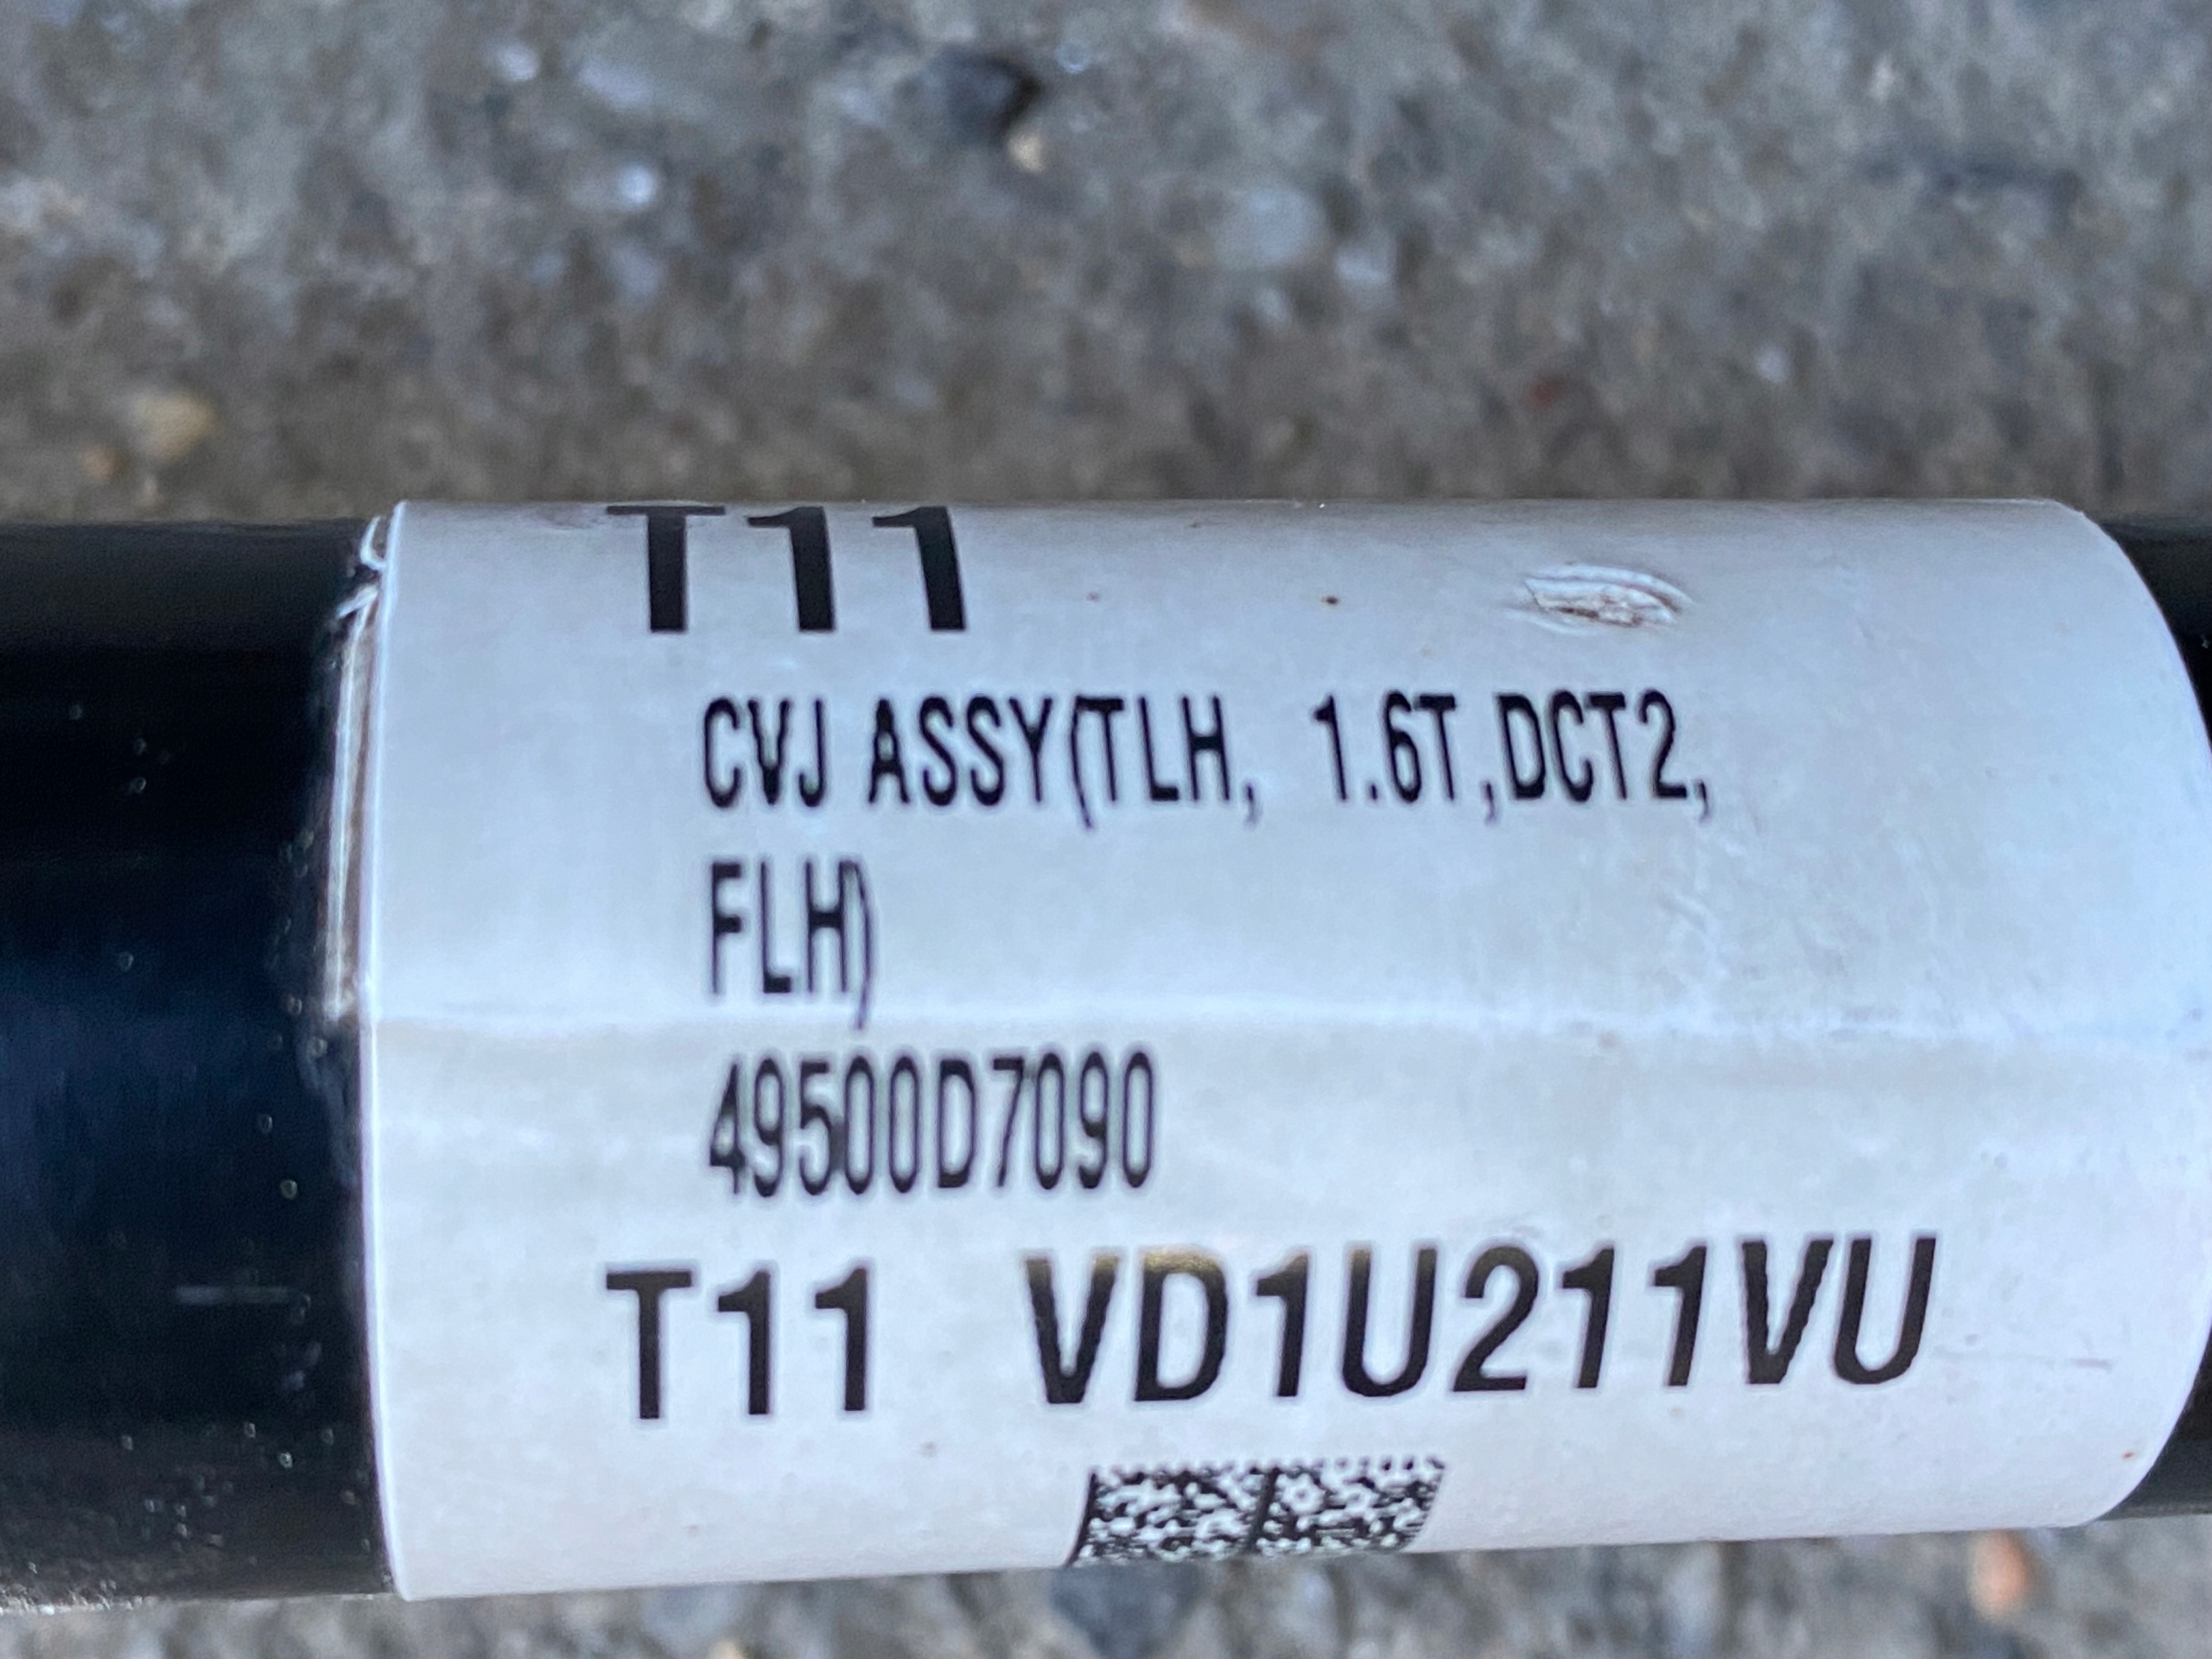 T11
CVJ ASSY(TLH, 1.6T,DCT2,
FLH)
49500D7090
T11 VD1U211VU